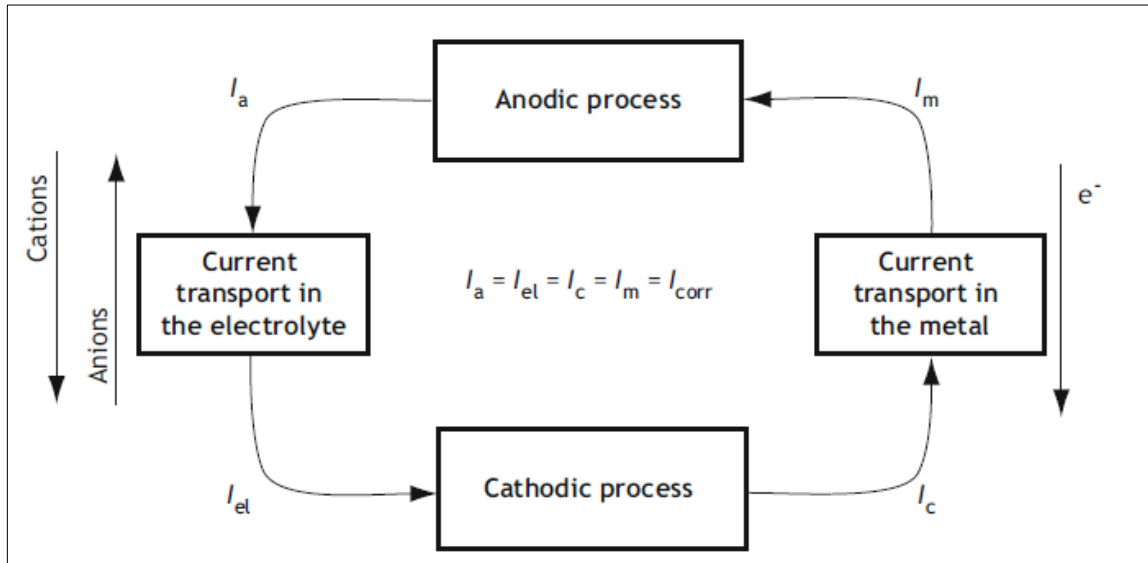 Anodic process
I_a
I_m
Cations
Anions
e⁻
Current
transport in
the electrolyte
I_a = I_el = I_c = I_m = I_corr
Current
transport in
the metal
I_el
Cathodic process
I_c